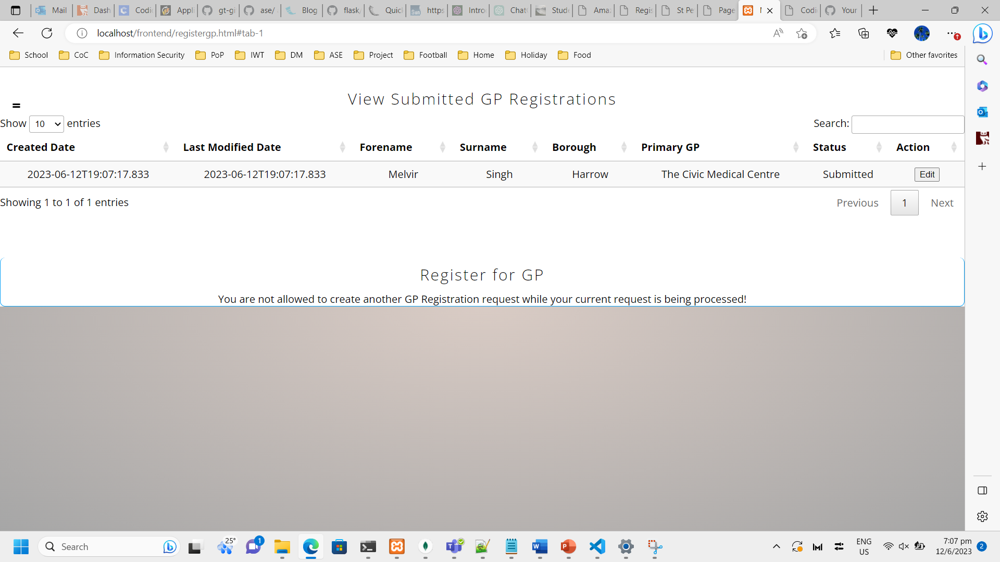 Mail Dash Codi Appli gt-gi ase/ Blog flask/ Quick https Intro Chat Stude Amaz Regis St Pe Page Codi Your
localhost/frontend/registergp.html#tab-1
School CoC Information Security PoP IWT DM ASE Project Football Home Holiday Food Other favorites
View Submitted GP Registrations
Show 10 entries Search:
Created Date Last Modified Date Forename Surname Borough Primary GP Status Action
2023-06-12T19:07:17.833 2023-06-12T19:07:17.833 Melvir Singh Harrow The Civic Medical Centre Submitted Edit
Showing 1 to 1 of 1 entries Previous 1 Next
Register for GP
You are not allowed to create another GP Registration request while your current request is being processed!
Search 25° 1 ENG 7:07 pm
US 12/6/2023 2